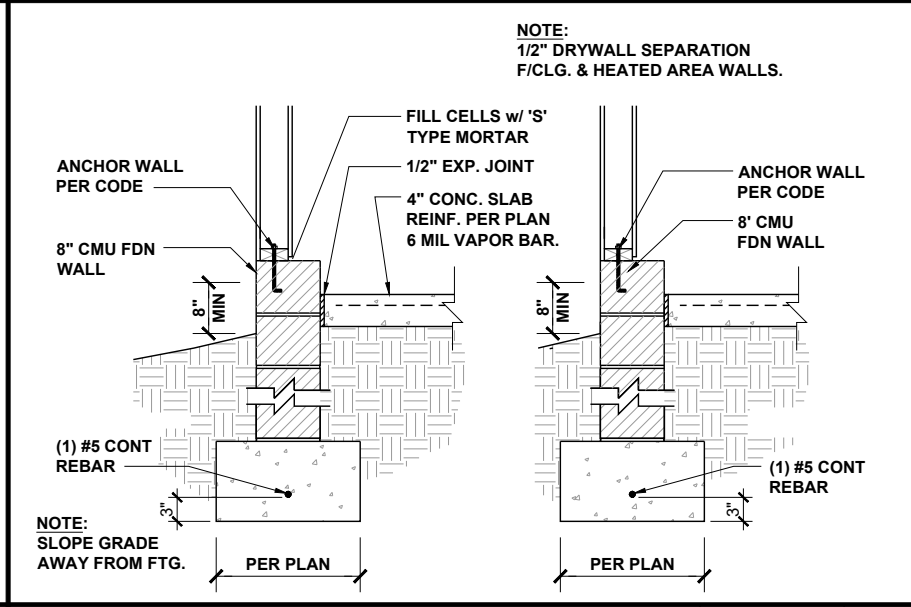 NOTE:
1/2" DRYWALL SEPARATION
F/CLG. & HEATED AREA WALLS.
FILL CELLS w/ 'S'
TYPE MORTAR
1/2" EXP. JOINT
4" CONC. SLAB
REINF. PER PLAN
6 MIL VAPOR BAR.
ANCHOR WALL
PER CODE
8" CMU FDN
WALL
8"
MIN
(1) #5 CONT
REBAR
3"
NOTE:
SLOPE GRADE
AWAY FROM FTG.
PER PLAN
ANCHOR WALL
PER CODE
8' CMU
FDN WALL
8"
MIN
(1) #5 CONT
REBAR
3"
PER PLAN